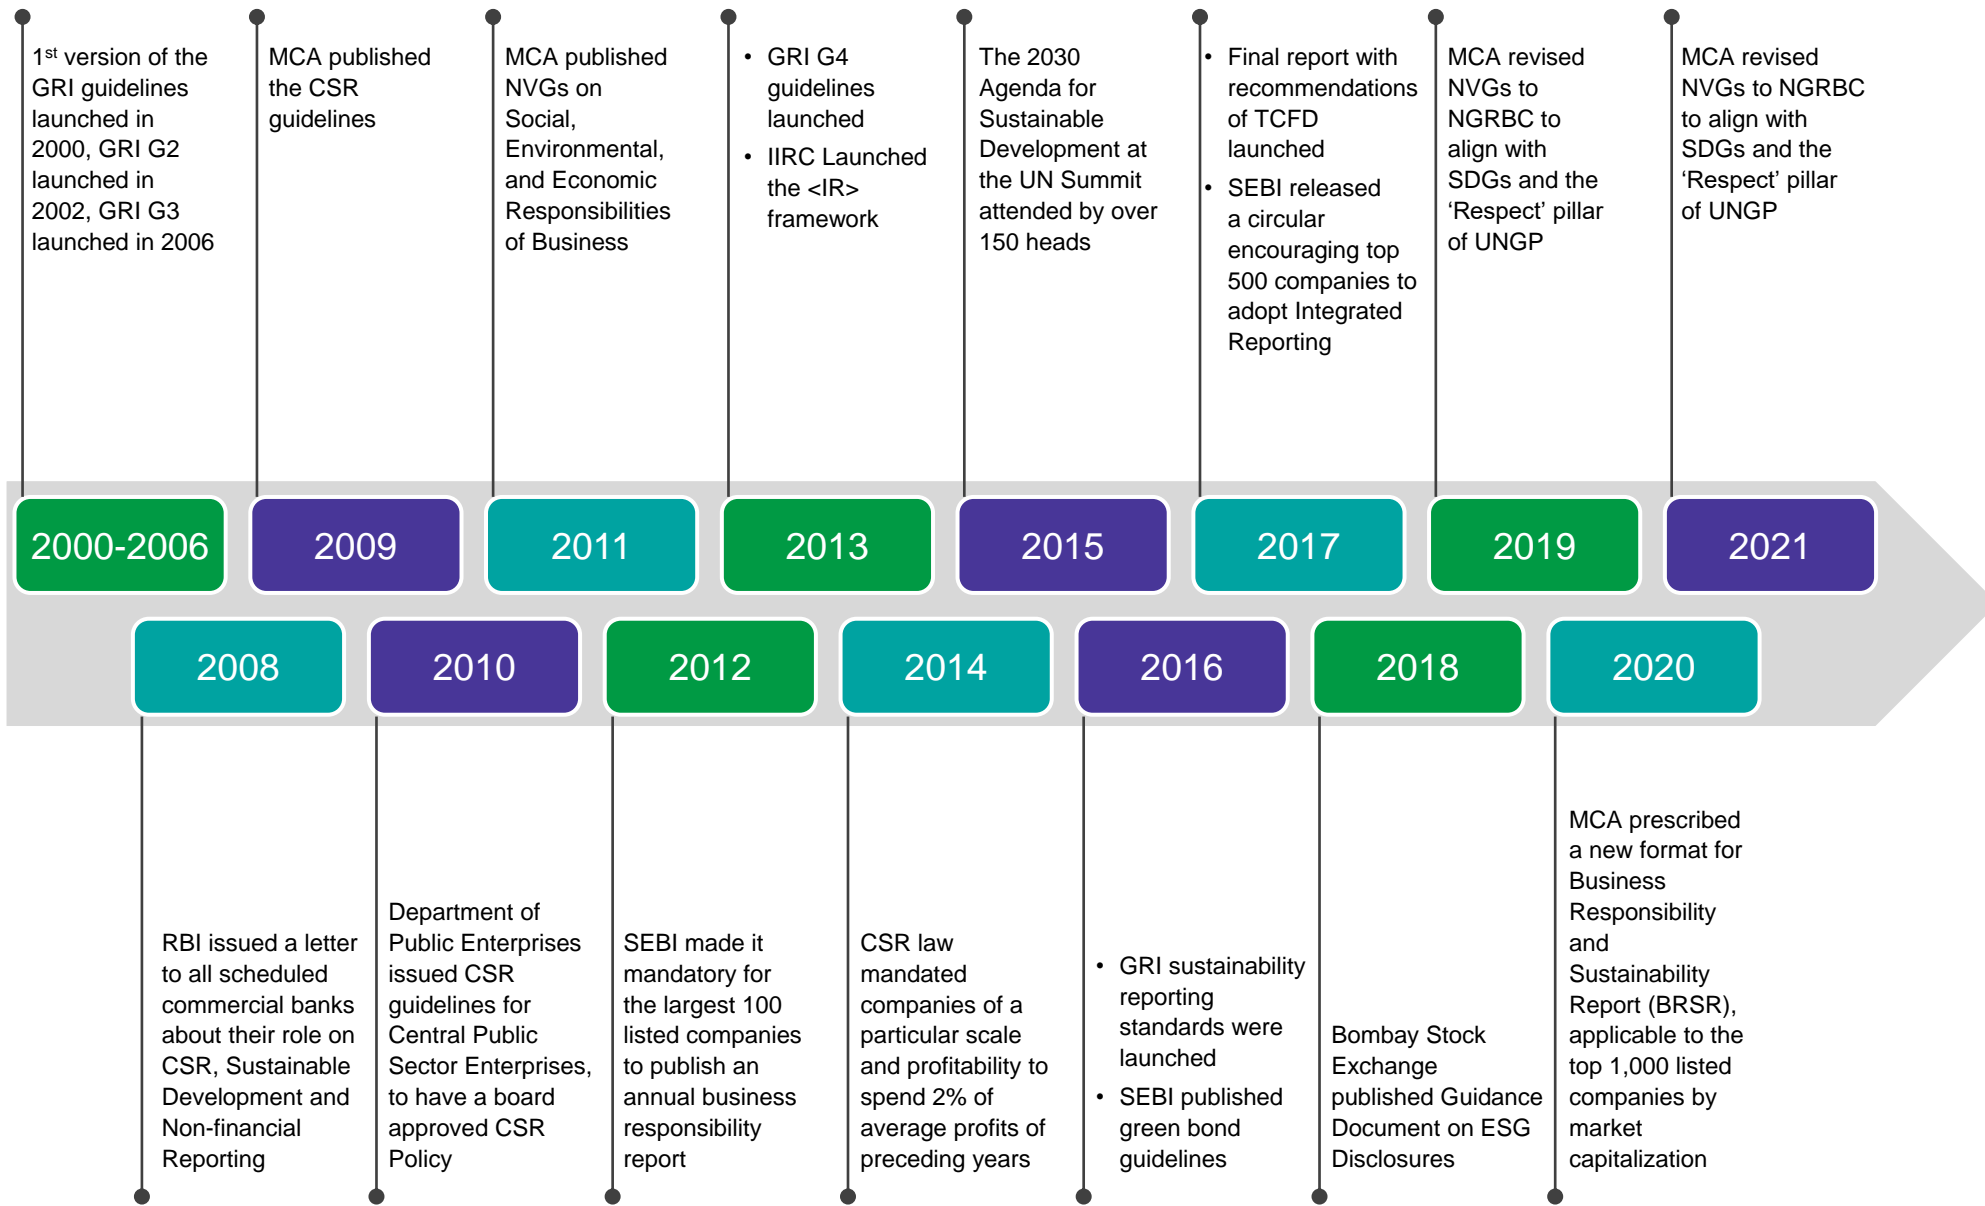 1st version of the
GRI guidelines
launched in
2000, GRI G2
launched in
2002, GRI G3
launched in 2006
MCA published
the CSR
guidelines
MCA published
NVGs on
Social,
Environmental,
and Economic
Responsibilities
of Business
• GRI G4
guidelines
launched
• IIRC Launched
the <IR>
framework
The 2030
Agenda for
Sustainable
Development at
the UN Summit
attended by over
150 heads
• Final report with
recommendations
of TCFD
launched
• SEBI released
a circular
encouraging top
500 companies to
adopt Integrated
Reporting
MCA revised
NVGs to
NGRBC to
align with
SDGs and the
‘Respect’ pillar
of UNGP
MCA revised
NVGs to NGRBC
to align with
SDGs and the
‘Respect’ pillar
of UNGP
2000-2006
2009
2011
2013
2015
2017
2019
2021
2008
2010
2012
2014
2016
2018
2020
RBI issued a letter
to all scheduled
commercial banks
about their role on
CSR, Sustainable
Development and
Non-financial
Reporting
Department of
Public Enterprises
issued CSR
guidelines for
Central Public
Sector Enterprises,
to have a board
approved CSR
Policy
SEBI made it
mandatory for
the largest 100
listed companies
to publish an
annual business
responsibility
report
CSR law
mandated
companies of a
particular scale
and profitability to
spend 2% of
average profits of
preceding years
• GRI sustainability
reporting
standards were
launched
• SEBI published
green bond
guidelines
Bombay Stock
Exchange
published Guidance
Document on ESG
Disclosures
MCA prescribed
a new format for
Business
Responsibility
and
Sustainability
Report (BRSR),
applicable to the
top 1,000 listed
companies by
market
capitalization